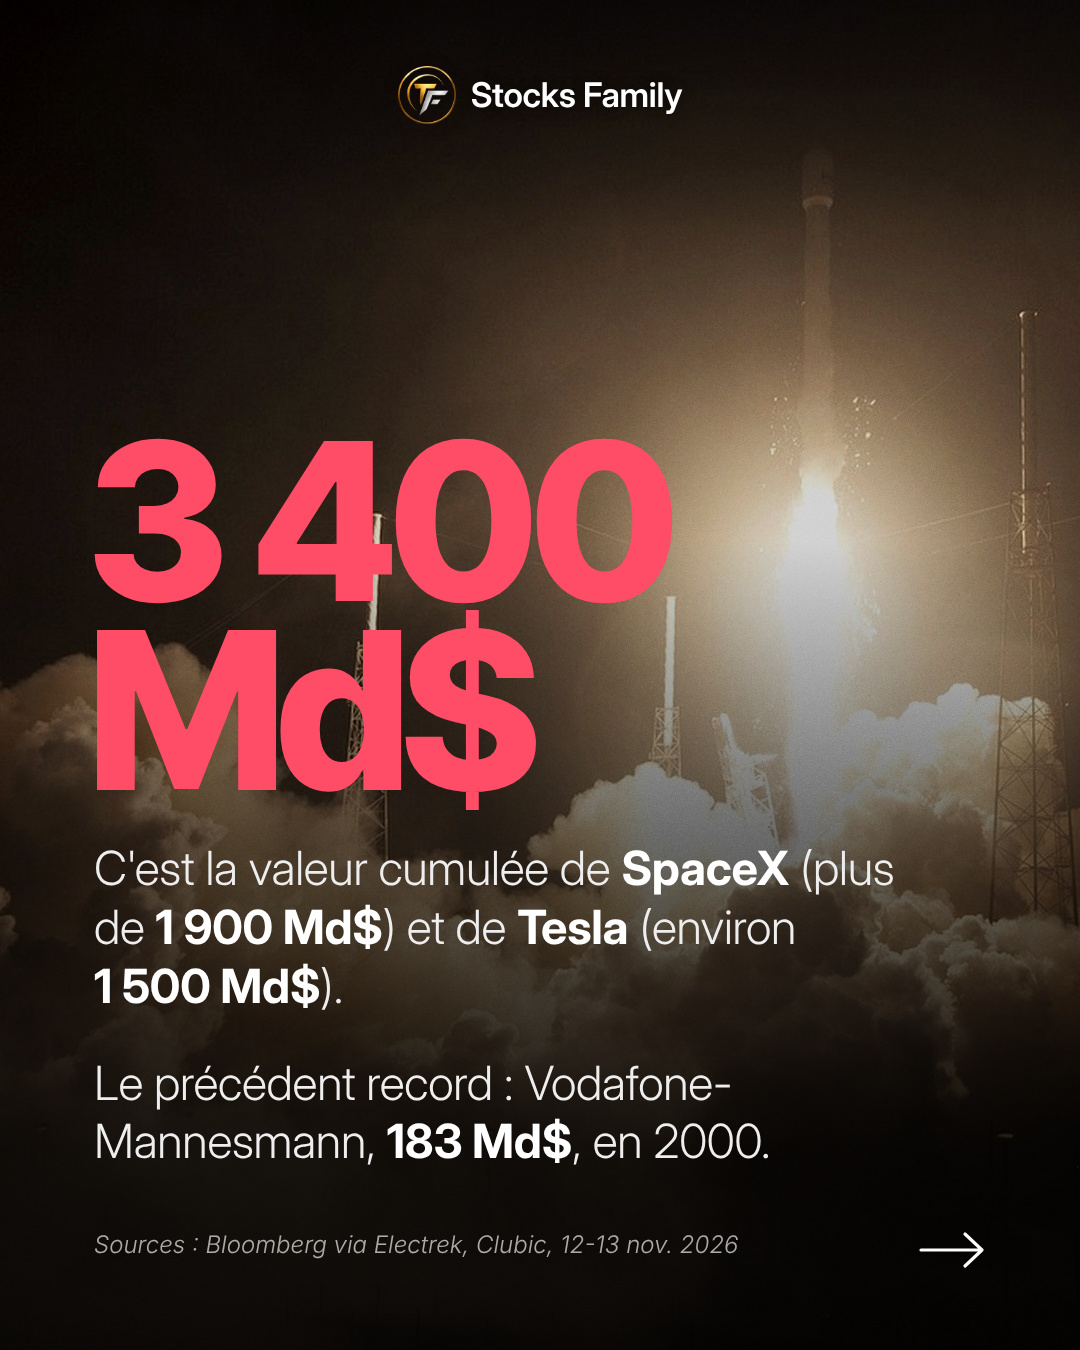 Stocks Family
3 400
Md$
C'est la valeur cumulée de SpaceX (plus
de 1 900 Md$) et de Tesla (environ
1 500 Md$).
Le précédent record : Vodafone-
Mannesmann, 183 Md$, en 2000.
Sources : Bloomberg via Electrek, Clubic, 12-13 nov. 2026